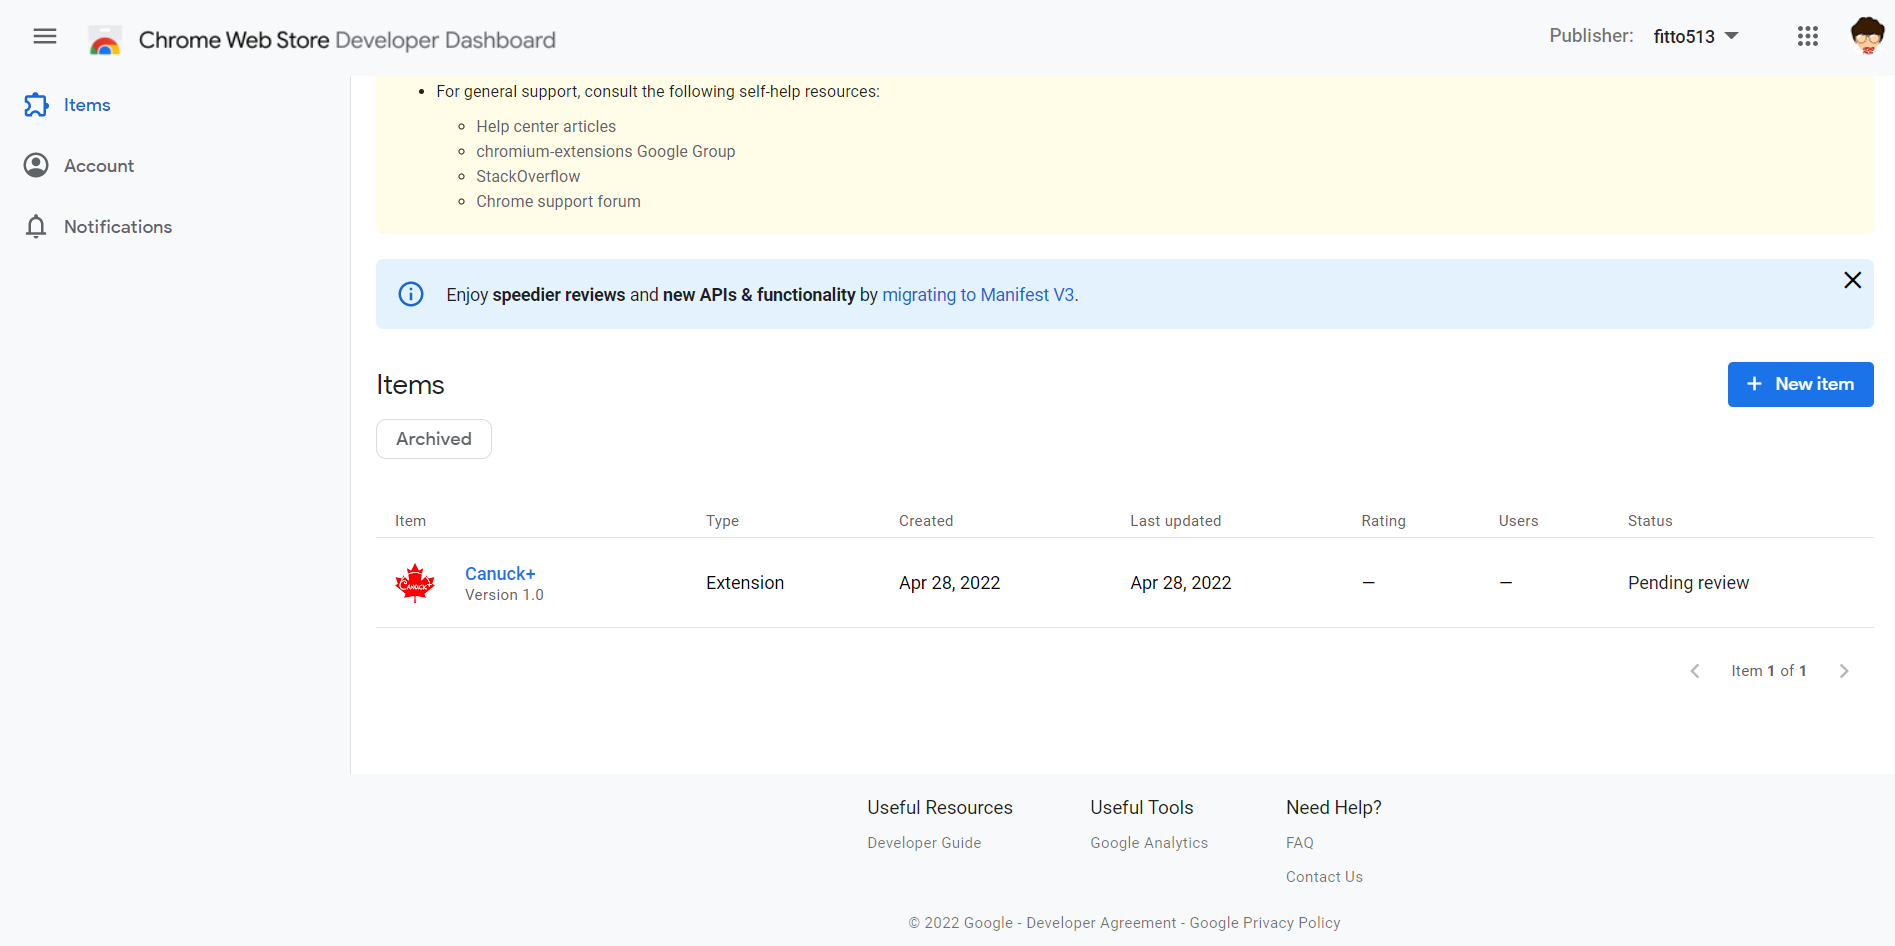 Chrome Web Store Developer Dashboard
Publisher: fitto513
Items
Account
Notifications
For general support, consult the following self-help resources:
Help center articles
chromium-extensions Google Group
StackOverflow
Chrome support forum
Enjoy speedier reviews and new APIs & functionality by migrating to Manifest V3.
Items
+ New item
Archived
Item Type Created Last updated Rating Users Status
CANUCK+
Canuck+ Extension Apr 28, 2022 Apr 28, 2022 — — Pending review
Version 1.0
Item 1 of 1
Useful Resources Useful Tools Need Help?
Developer Guide Google Analytics FAQ
Contact Us
© 2022 Google - Developer Agreement - Google Privacy Policy